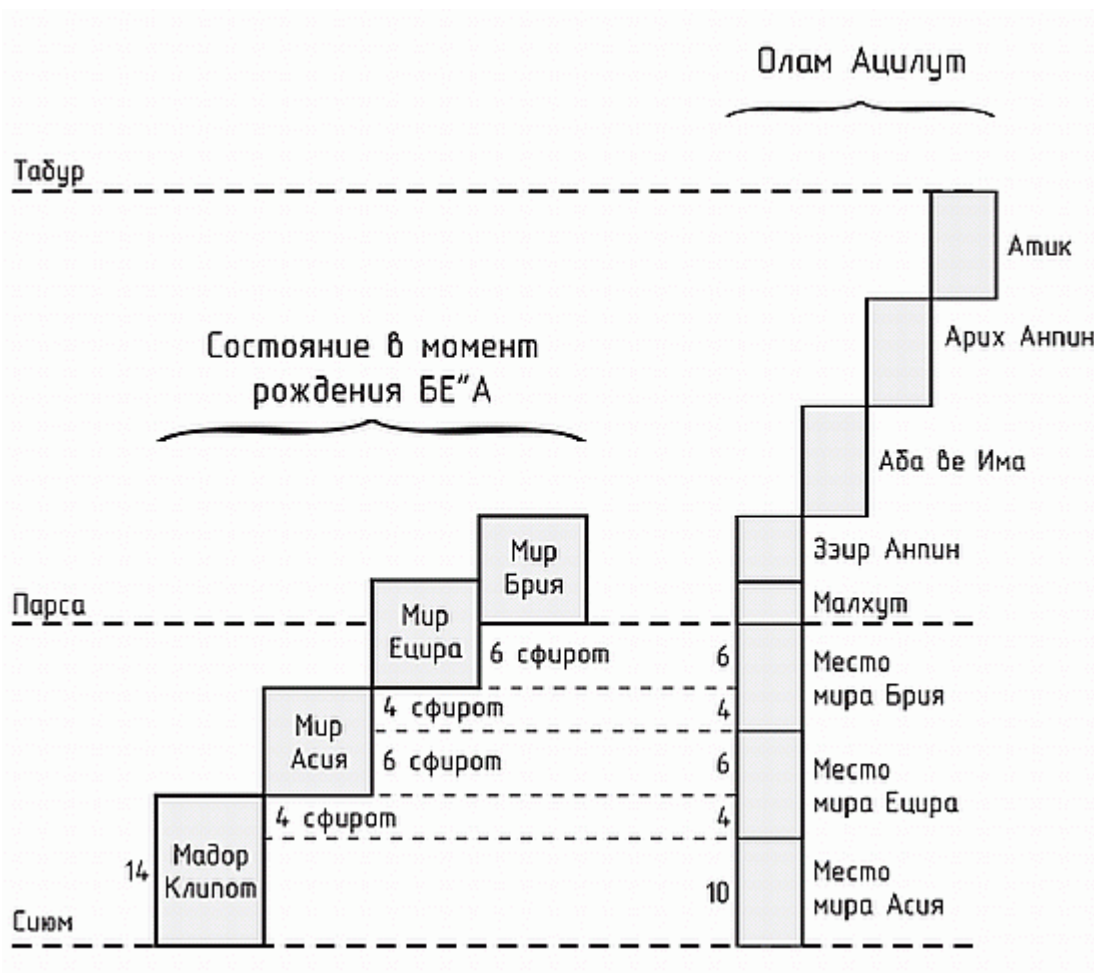 Олам Ацилут
Табур
Атик
Арих Анпин
Состояние в момент
рождения БЕ"А
Аба ве Има
Зэир Анпин
Мир
Брия
Парса
Малхут
Мир
Ецира
6 сфирот
6
Место
мира Брия
4 сфирот
4
Мир
Асия
6 сфирот
6
Место
мира Ецира
4 сфирот
4
14
Мадор
Клипот
10
Место
мира Асия
Сиюм